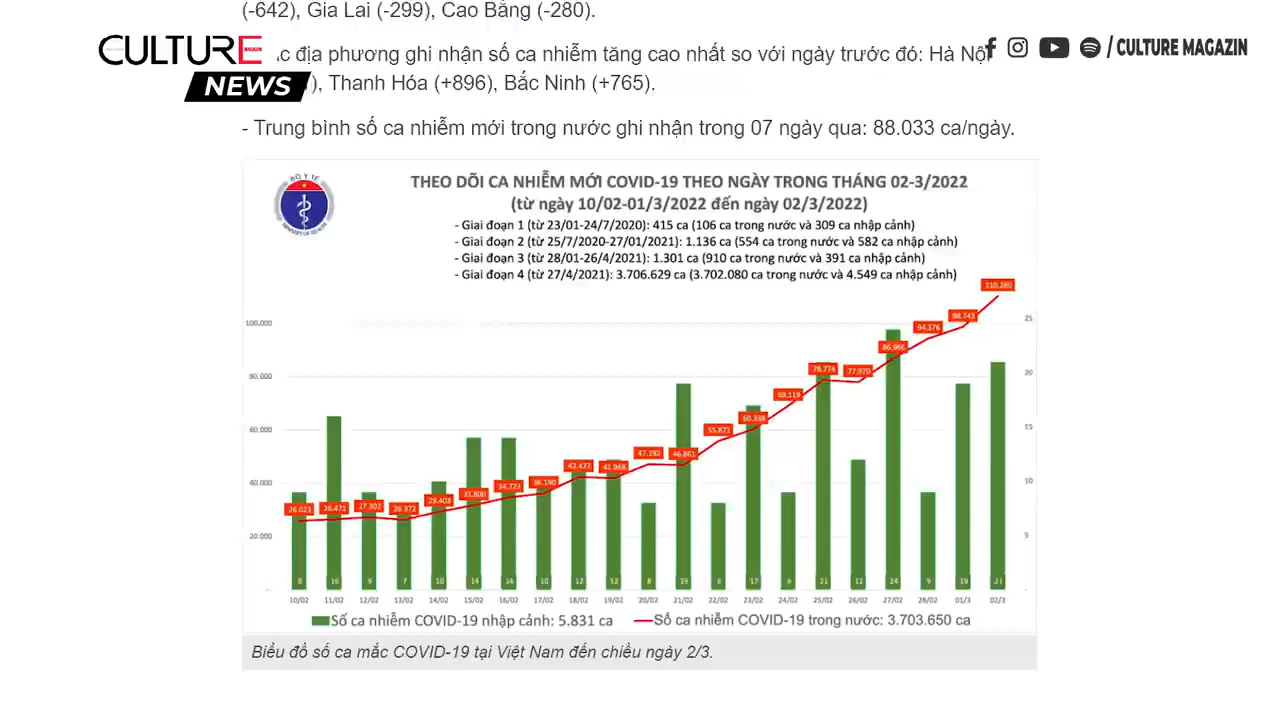 (-642), Gia Lai (-299), Cao Bằng (-280).
CULTURE
NEWS
ác địa phương ghi nhận số ca nhiễm tăng cao nhất so với ngày trước đó: Hà Nội
/ CULTURE MAGAZIN
), Thanh Hóa (+896), Bắc Ninh (+765).
- Trung bình số ca nhiễm mới trong nước ghi nhận trong 07 ngày qua: 88.033 ca/ngày.
BỘ Y TẾ
MINISTRY OF HEALTH
THEO DÕI CA NHIỄM MỚI COVID-19 THEO NGÀY TRONG THÁNG 02-3/2022
(từ ngày 10/02-01/3/2022 đến ngày 02/3/2022)
- Giai đoạn 1 (từ 23/01-24/7/2020): 415 ca (106 ca trong nước và 309 ca nhập cảnh)
- Giai đoạn 2 (từ 25/7/2020-27/01/2021): 1.136 ca (554 ca trong nước và 582 ca nhập cảnh)
- Giai đoạn 3 (từ 28/01-26/4/2021): 1.301 ca (910 ca trong nước và 391 ca nhập cảnh)
- Giai đoạn 4 (từ 27/4/2021): 3.706.629 ca (3.702.080 ca trong nước và 4.549 ca nhập cảnh)
100.000 80.000 60.000 40.000 20.000 -
26.023 26.471 27.302 26.372 29.403 33.800 34.723 36.190 42.427 41.968 47.192 46.861 55.871 60.338 69.119 78.774 77.970 86.966 94.376 98.743 110.280
25 20 15 10 5 -
16 9 7 10 14 14 10 12 12 8 19 8 17 21 12 24 9 19 21
10/02 11/02 12/02 13/02 14/02 15/02 16/02 17/02 18/02 19/02 20/02 21/02 22/02 23/02 24/02 25/02 26/02 27/02 28/02 01/3 02/3
Số ca nhiễm COVID-19 nhập cảnh: 5.831 ca Số ca nhiễm COVID-19 trong nước: 3.703.650 ca
Biểu đồ số ca mắc COVID-19 tại Việt Nam đến chiều ngày 2/3.